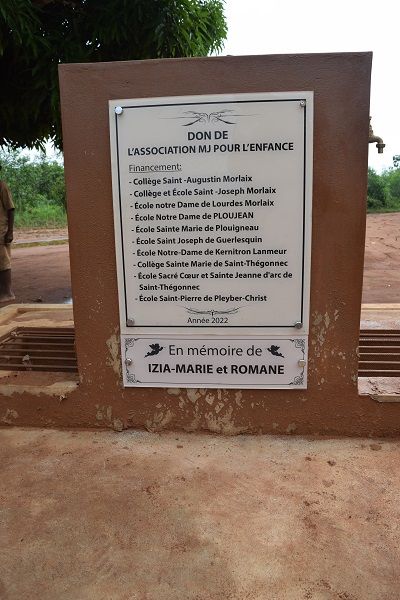 DON DE
L'ASSOCIATION MJ POUR L'ENFANCE
Financement:
- Collège Saint -Augustin Morlaix
- Collège et École Saint -Joseph Morlaix
- École notre Dame de Lourdes Morlaix
- École Notre Dame de PLOUJEAN
- École Sainte Marie de Plouigneau
- École Saint Joseph de Guerlesquin
- École Notre-Dame de Kernitron Lanmeur
- Collège Sainte Marie de Saint-Thégonnec
- École Sacré Cœur et Sainte Jeanne d'arc de
Saint-Thégonnec
- École Saint-Pierre de Pleyber-Christ
Année 2022
En mémoire de
IZIA-MARIE et ROMANE